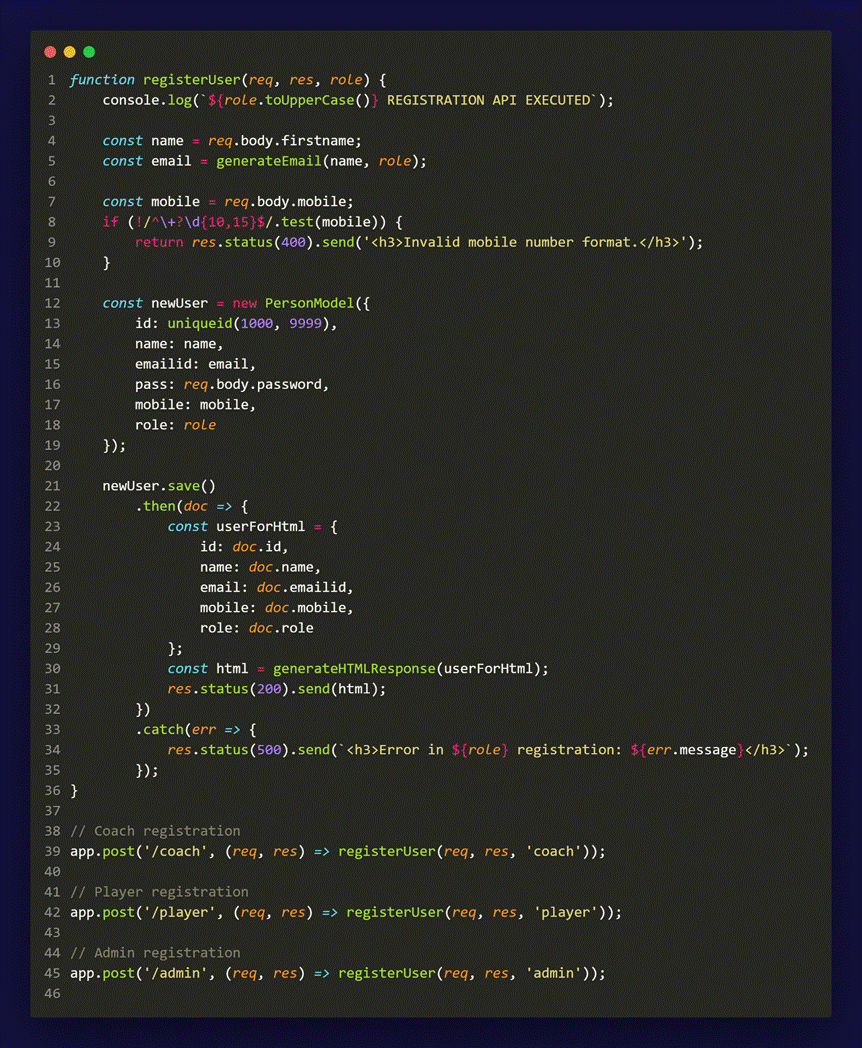 1 function registerUser(req, res, role) {
2     console.log(`${role.toUpperCase()} REGISTRATION API EXECUTED`);
3
4     const name = req.body.firstname;
5     const email = generateEmail(name, role);
6
7     const mobile = req.body.mobile;
8     if (!/^\+?\d{10,15}$/.test(mobile)) {
9         return res.status(400).send('<h3>Invalid mobile number format.</h3>');
10     }
11
12     const newUser = new PersonModel({
13         id: uniqueid(1000, 9999),
14         name: name,
15         emailid: email,
16         pass: req.body.password,
17         mobile: mobile,
18         role: role
19     });
20
21     newUser.save()
22         .then(doc => {
23             const userForHtml = {
24                 id: doc.id,
25                 name: doc.name,
26                 email: doc.emailid,
27                 mobile: doc.mobile,
28                 role: doc.role
29             };
30             const html = generateHTMLResponse(userForHtml);
31             res.status(200).send(html);
32         })
33         .catch(err => {
34             res.status(500).send(`<h3>Error in ${role} registration: ${err.message}</h3>`);
35         });
36 }
37
38 // Coach registration
39 app.post('/coach', (req, res) => registerUser(req, res, 'coach'));
40
41 // Player registration
42 app.post('/player', (req, res) => registerUser(req, res, 'player'));
43
44 // Admin registration
45 app.post('/admin', (req, res) => registerUser(req, res, 'admin'));
46